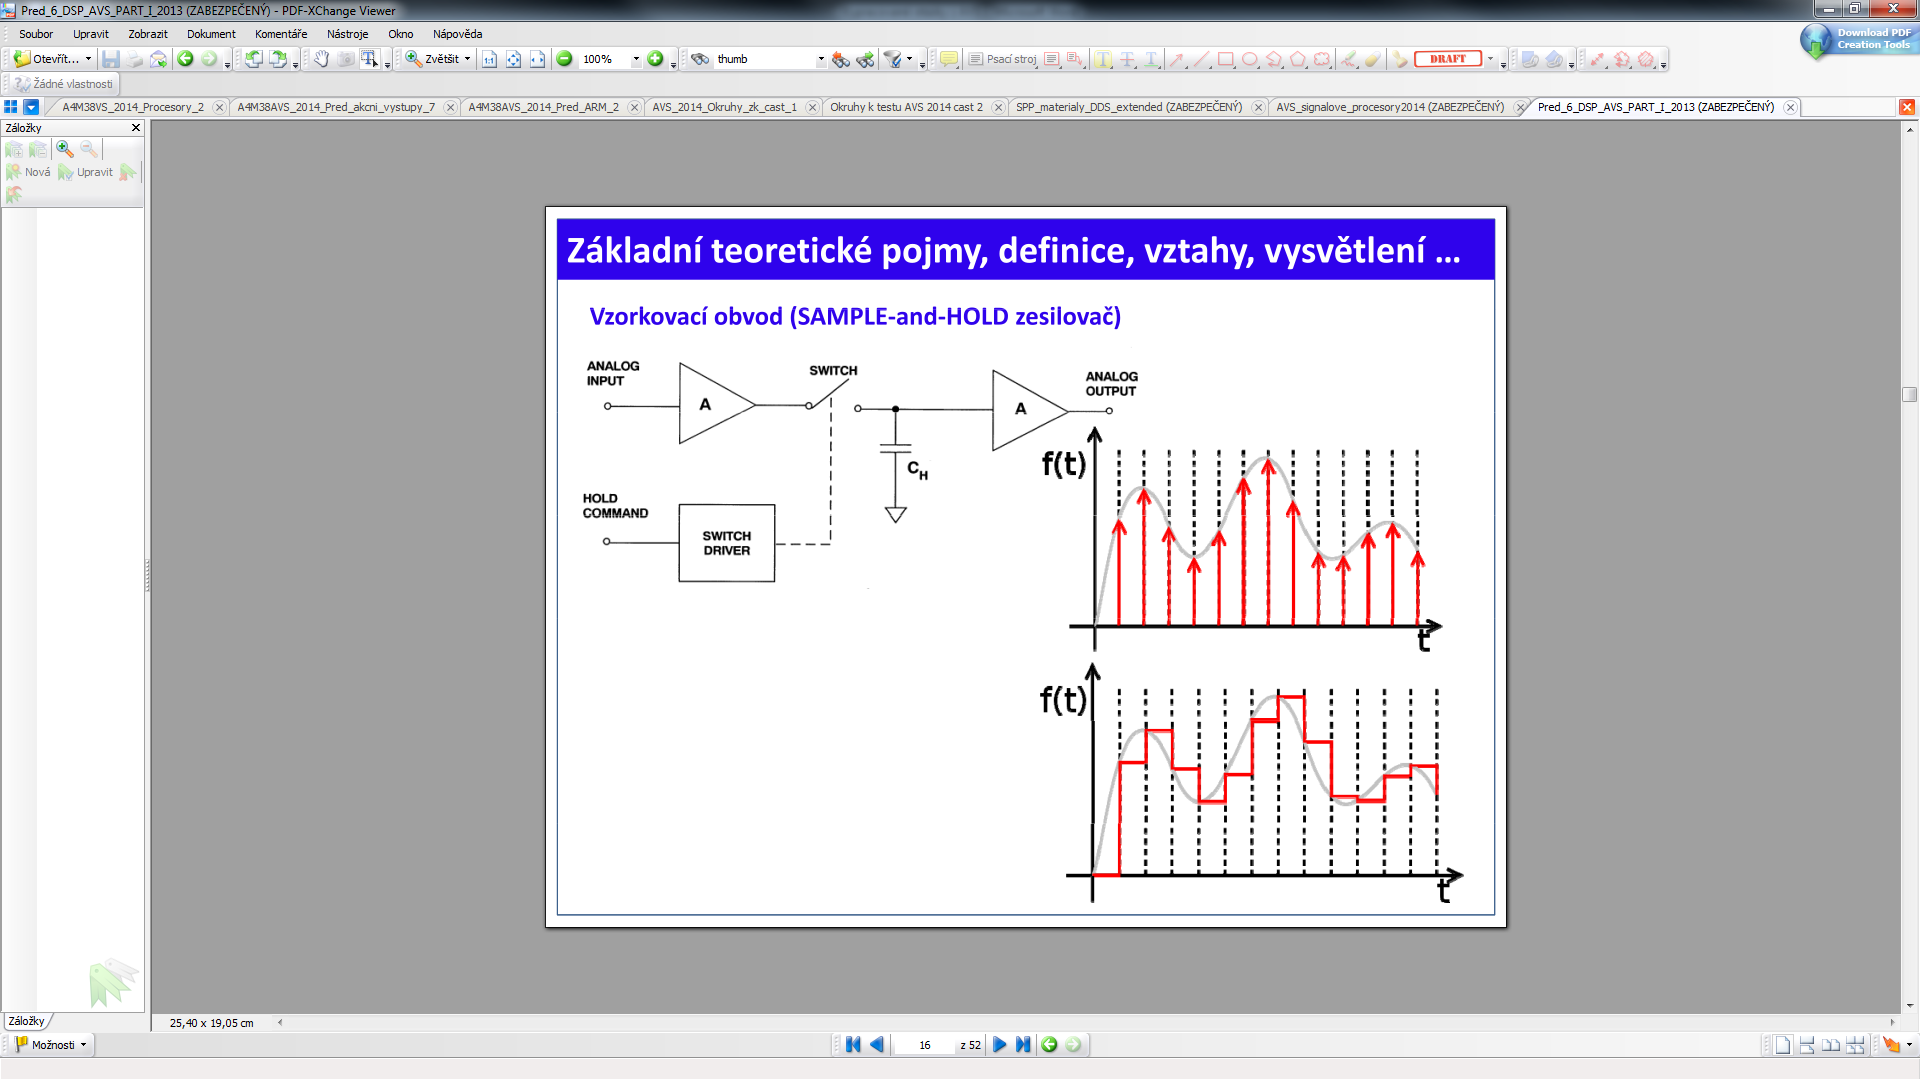 Pred_6_DSP_AVS_PART_I_2013 (ZABEZPEČENÝ) - PDF-XChange Viewer
Soubor Upravit Zobrazit Dokument Komentáře Nástroje Okno Nápověda
Download PDF
Creation Tools
Otevřít... Zvětšit 100% thumb Psací stroj DRAFT
Žádné vlastnosti
A4M38VS_2014_Procesory_2 A4M38AVS_2014_Pred_akcni_vystupy_7 A4M38AVS_2014_Pred_ARM_2 AVS_2014_Okruhy_zk_cast_1 Okruhy k testu AVS 2014 cast 2 SPP_materialy_DDS_extended (ZABEZPEČENÝ) AVS_signalove_procesory2014 (ZABEZPEČENÝ) Pred_6_DSP_AVS_PART_I_2013 (ZABEZPEČENÝ)
Záložky
Nová Upravit
Základní teoretické pojmy, definice, vztahy, vysvětlení ...
Vzorkovací obvod (SAMPLE-and-HOLD zesilovač)
ANALOG
INPUT
A
SWITCH
A
ANALOG
OUTPUT
CH
HOLD
COMMAND
SWITCH
DRIVER
f(t)
t
f(t)
t
Záložky
25,40 x 19,05 cm
Možnosti
16 z 52